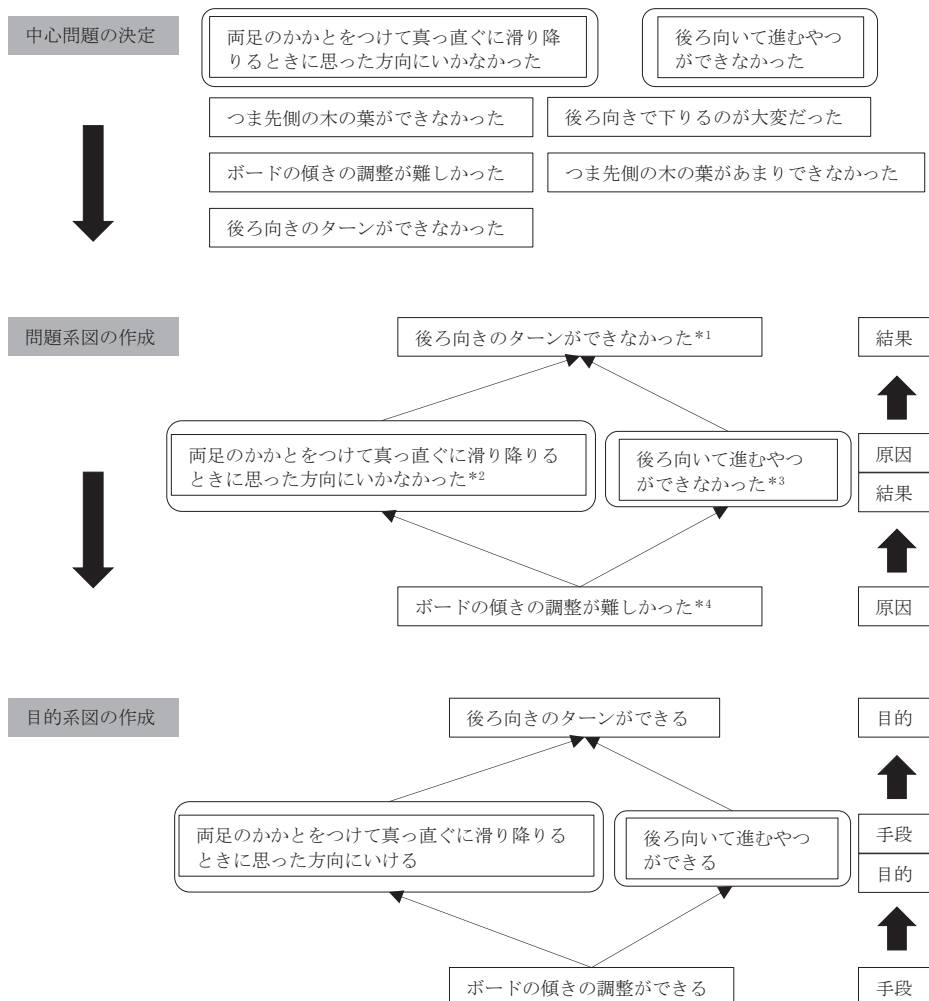 中心問題の決定
両足のかかとをつけて真っ直ぐに滑り降
りるときに思った方向にいかなかった
後ろ向いて進むやつ
ができなかった
つま先側の木の葉ができなかった
後ろ向きで下りるのが大変だった
ボードの傾きの調整が難しかった
つま先側の木の葉があまりできなかった
後ろ向きのターンができなかった
問題系図の作成
後ろ向きのターンができなかった*1
結果
両足のかかとをつけて真っ直ぐに滑り降りる
ときに思った方向にいかなかった*2
後ろ向いて進むやつ
ができなかった*3
原因
結果
ボードの傾きの調整が難しかった*4
原因
目的系図の作成
後ろ向きのターンができる
目的
両足のかかとをつけて真っ直ぐに滑り降りる
ときに思った方向にいける
後ろ向いて進むやつ
ができる
手段
目的
ボードの傾きの調整ができる
手段